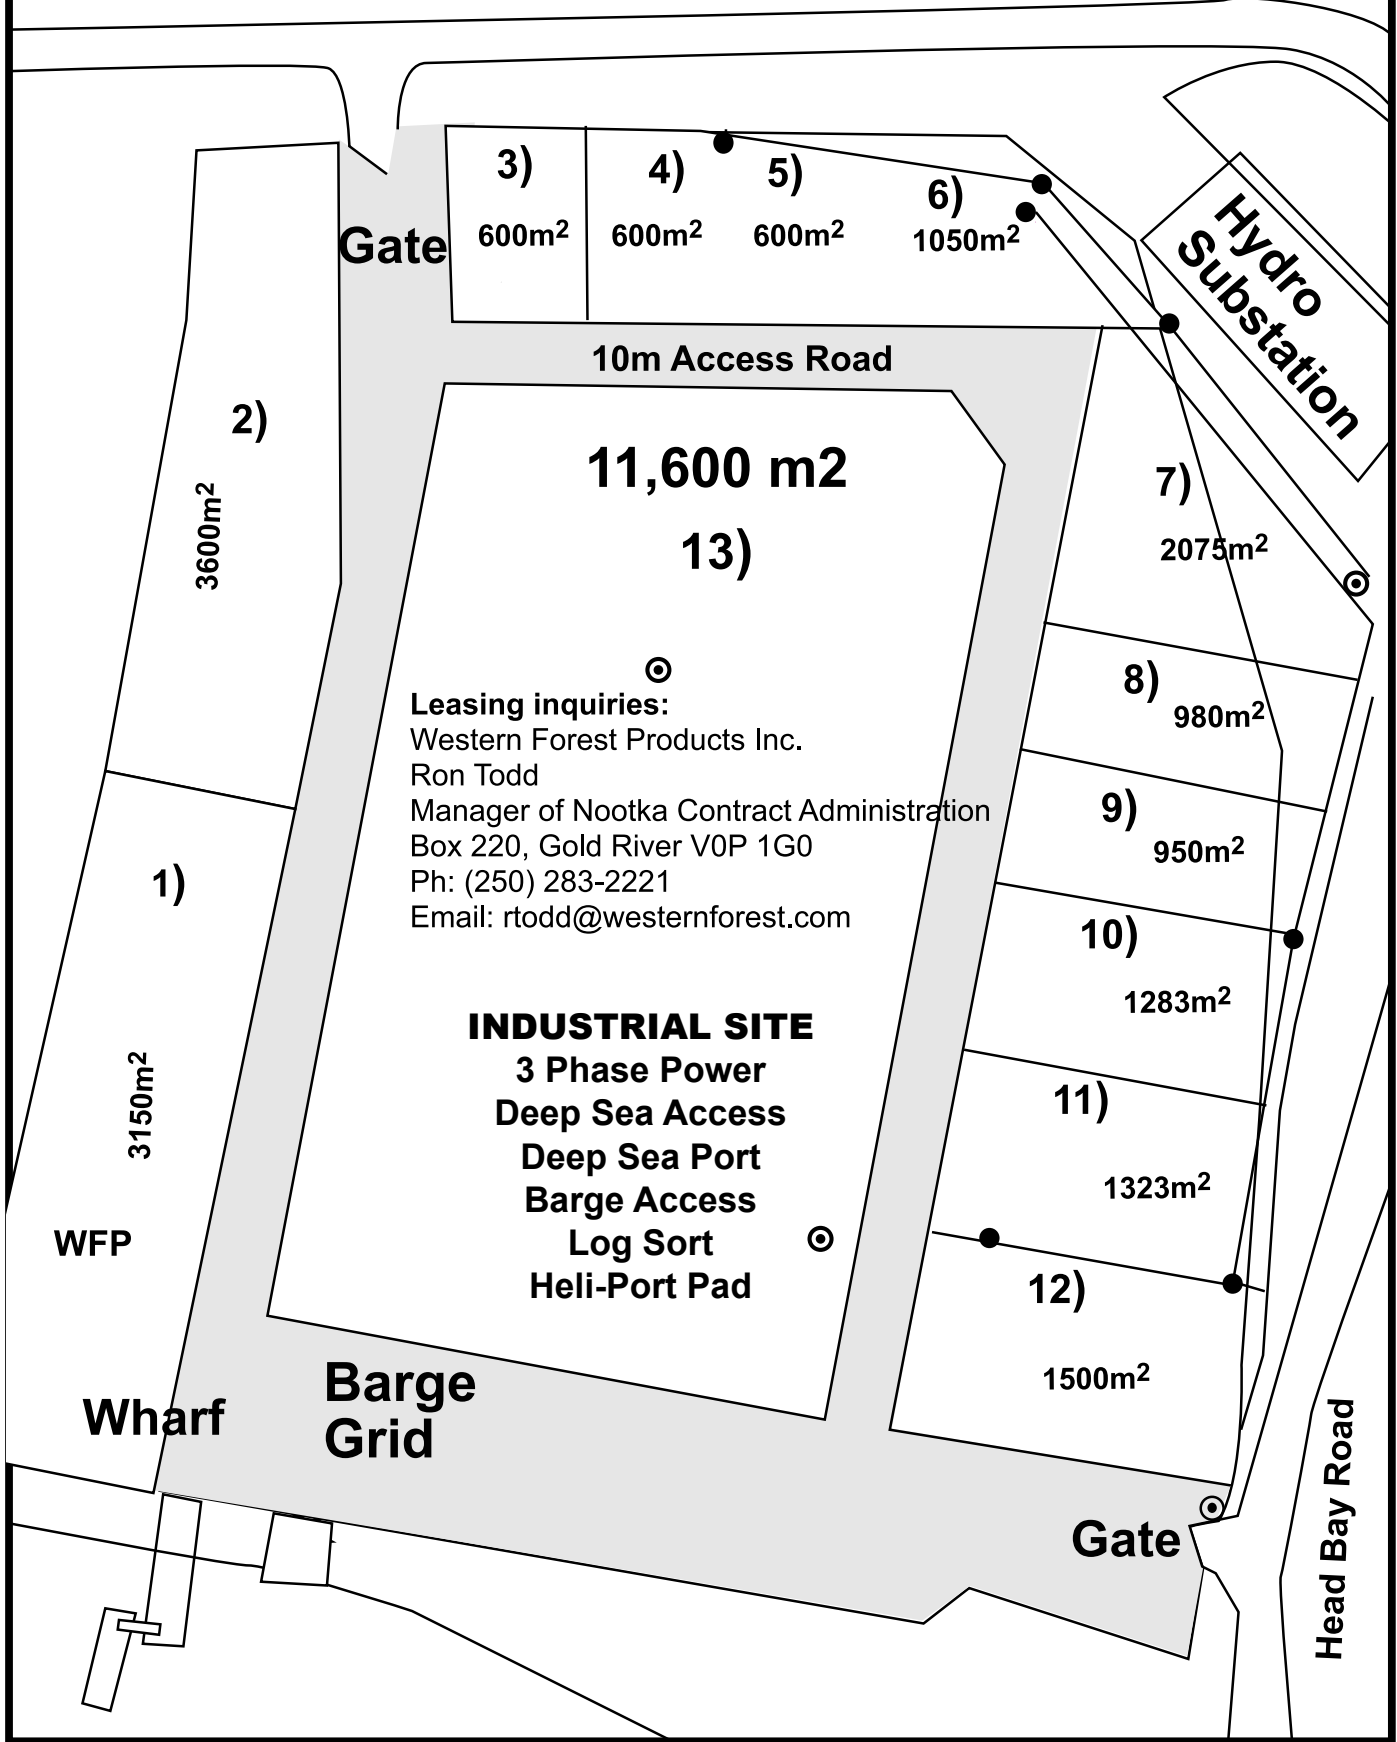 3)
4)
5)
6)
600m2
600m2
600m2
1050m2
Gate
Hydro
Substation
10m Access Road
2)
3600m2
11,600 m2
13)
7)
2075m2
8)
980m2
9)
950m2
10)
1283m2
11)
1323m2
12)
1500m2
Leasing inquiries:
Western Forest Products Inc.
Ron Todd
Manager of Nootka Contract Administration
Box 220, Gold River V0P 1G0
Ph: (250) 283-2221
Email: rtodd@westernforest.com
1)
3150m2
WFP
INDUSTRIAL SITE
3 Phase Power
Deep Sea Access
Deep Sea Port
Barge Access
Log Sort
Heli-Port Pad
Wharf
Barge
Grid
Gate
Head Bay Road